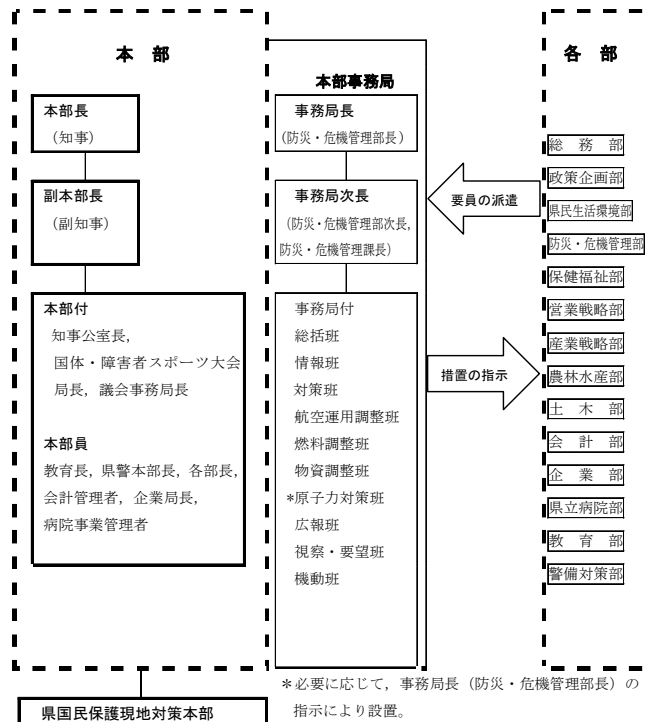 本 部
本部長
（知事）
副本部長
（副知事）
本部付
知事公室長，
国体・障害者スポーツ大会
局長，議会事務局長
本部員
教育長，県警本部長，各部長，
会計管理者，企業局長，
病院事業管理者
県国民保護現地対策本部
本部事務局
事務局長
（防災・危機管理部長）
事務局次長
（防災・危機管理部次長，
防災・危機管理課長）
事務局付
総括班
情報班
対策班
航空運用調整班
燃料調整班
物資調整班
＊原子力対策班
広報班
視察・要望班
機動班
要員の派遣
措置の指示
各 部
総 務 部
政策企画部
県民生活環境部
防災・危機管理部
保健福祉部
営業戦略部
産業戦略部
農林水産部
土 木 部
会 計 部
企 業 部
県立病院部
教 育 部
警備対策部
＊必要に応じて，事務局長（防災・危機管理部長）の
指示により設置。